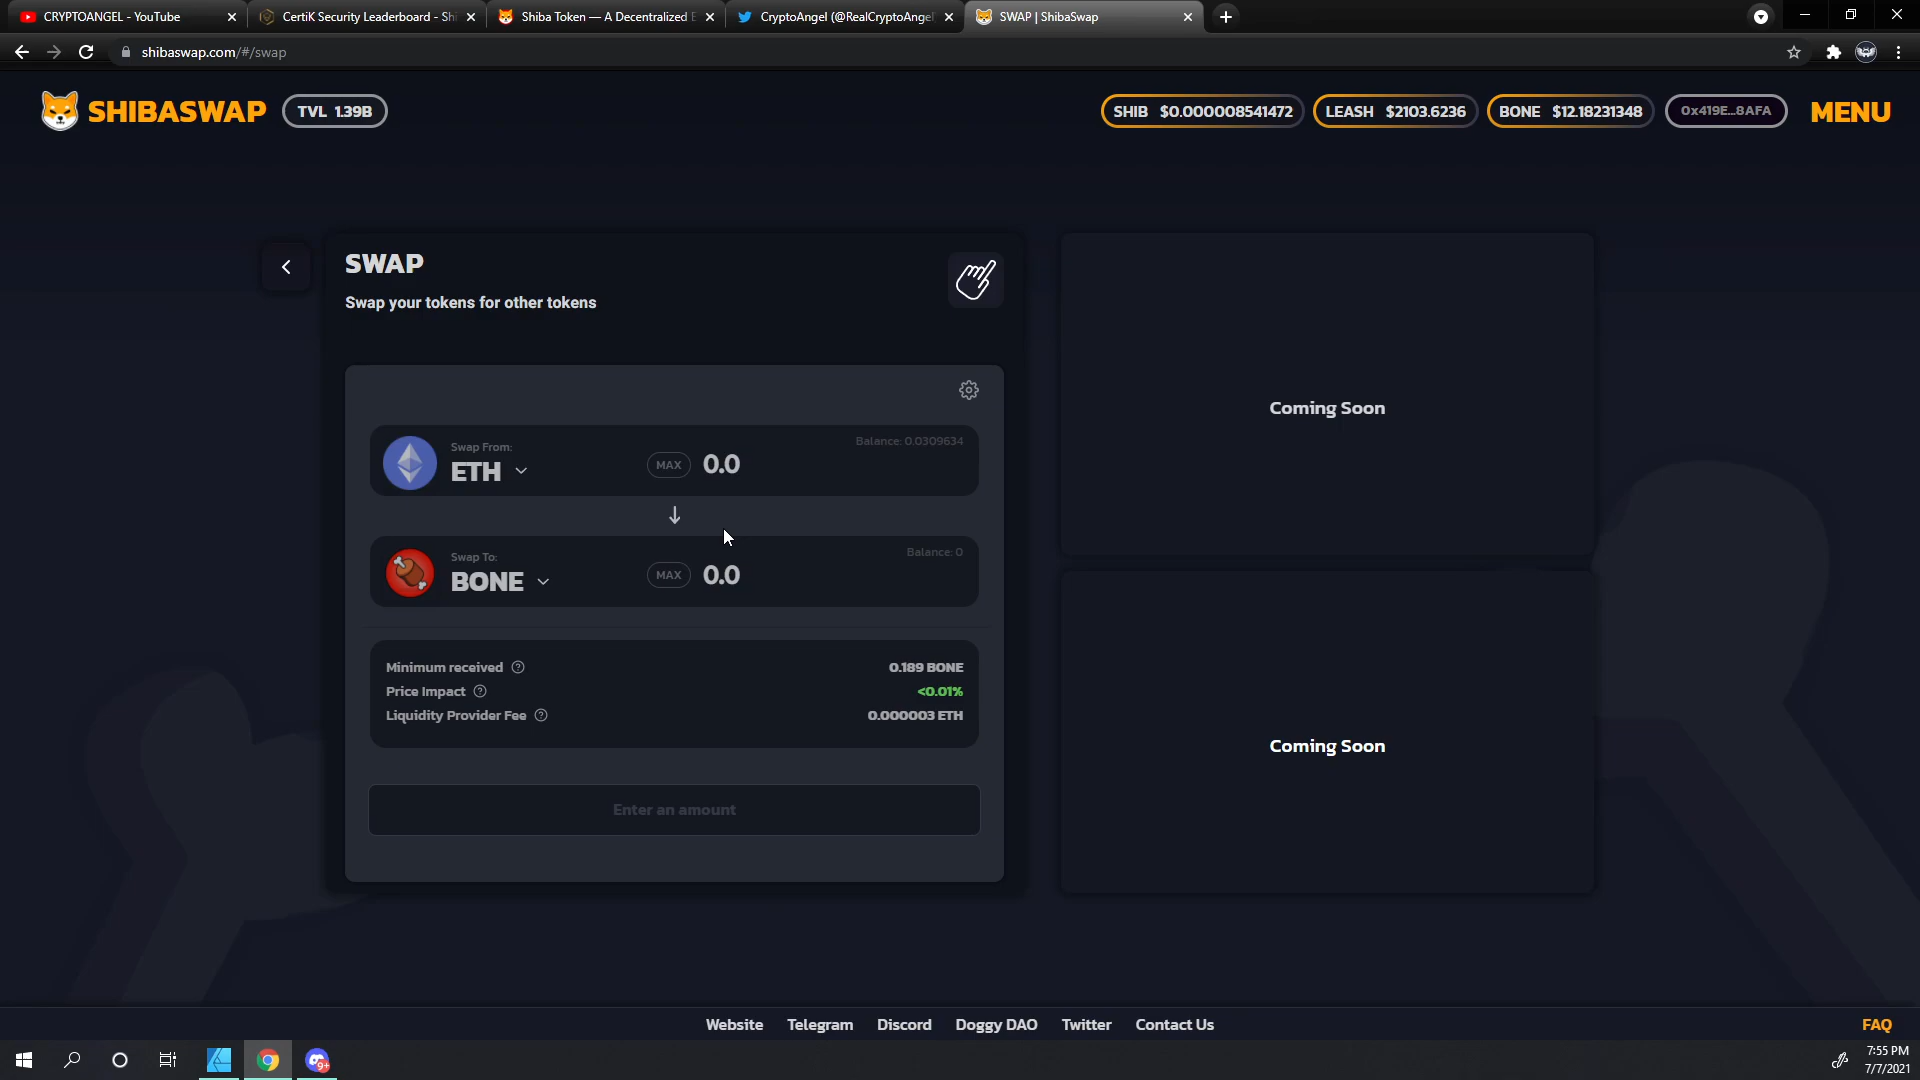 CRYPTOANGEL - YouTube
CertiK Security Leaderboard - Shi
Shiba Token — A Decentralized E
CryptoAngel (@RealCryptoAngel
SWAP | ShibaSwap
shibaswap.com/#/swap
SHIBASWAP
TVL 1.39B
SHIB $0.000008541472
LEASH $2103.6236
BONE $12.18231348
0x419E...8AFA
MENU
SWAP
Swap your tokens for other tokens
Swap From:
ETH
MAX
0.0
Balance: 0.0309634
Swap To:
BONE
MAX
0.0
Balance: 0
Minimum received
0.189 BONE
Price Impact
<0.01%
Liquidity Provider Fee
0.000003 ETH
Enter an amount
Coming Soon
Coming Soon
Website Telegram Discord Doggy DAO Twitter Contact Us
FAQ
9+
7:55 PM
7/7/2021